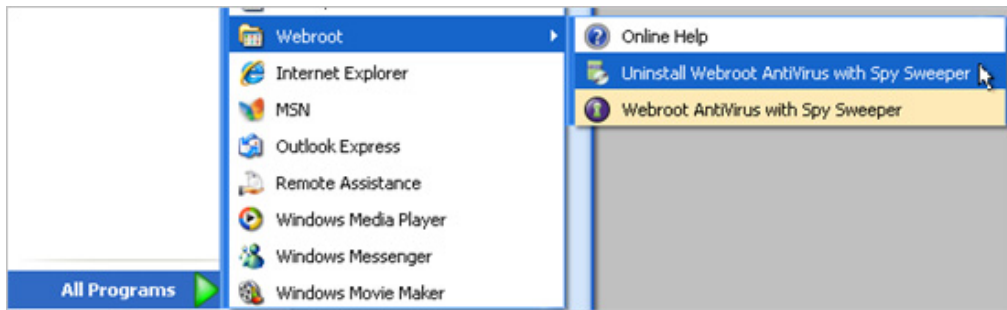 Webroot
Internet Explorer
MSN
Outlook Express
Remote Assistance
Windows Media Player
Windows Messenger
Windows Movie Maker
All Programs
Online Help
Uninstall Webroot AntiVirus with Spy Sweeper
Webroot AntiVirus with Spy Sweeper